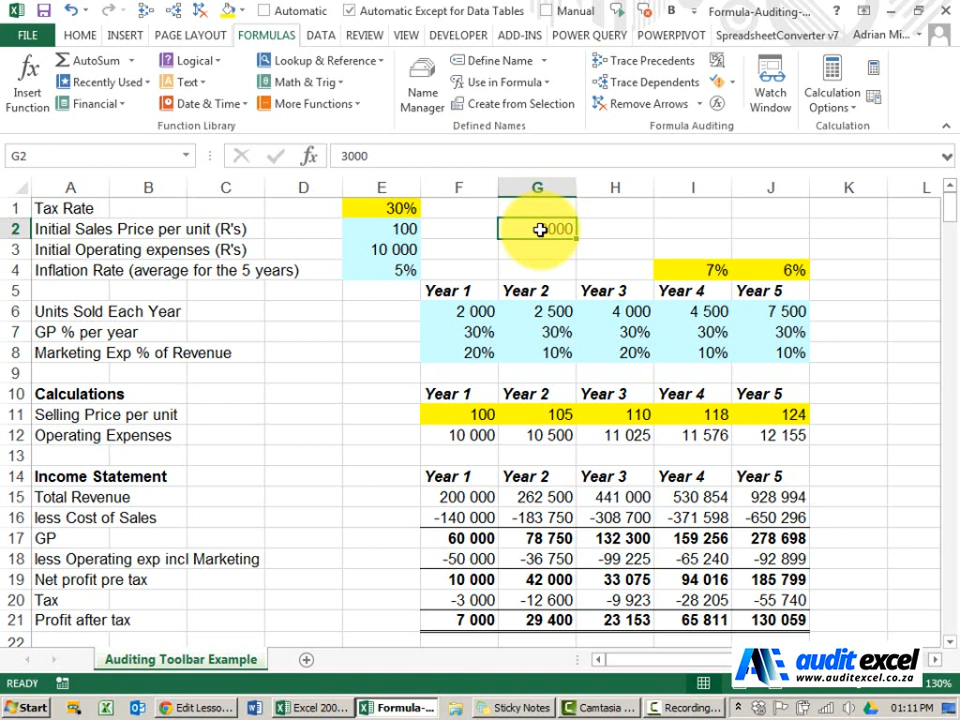 Automatic Automatic Except for Data Tables Manual B Formula-Auditing-... ?
FILE HOME INSERT PAGE LAYOUT FORMULAS DATA REVIEW VIEW DEVELOPER ADD-INS POWER QUERY POWERPIVOT SpreadsheetConverter v7 Adrian Mi...
AutoSum Logical Lookup & Reference Define Name Trace Precedents
Recently Used Text Math & Trig Use in Formula Trace Dependents
Financial Date & Time More Functions Create from Selection Remove Arrows
Insert Function
Name Manager
Watch Window
Calculation Options
Function Library Defined Names Formula Auditing Calculation
G2 fx 3000
A B C D E F G H I J K L
1 Tax Rate 30%
2 Initial Sales Price per unit (R's) 100 3000
3 Initial Operating expenses (R's) 10 000
4 Inflation Rate (average for the 5 years) 5% 7% 6%
5 Year 1 Year 2 Year 3 Year 4 Year 5
6 Units Sold Each Year 2 000 2 500 4 000 4 500 7 500
7 GP % per year 30% 30% 30% 30% 30%
8 Marketing Exp % of Revenue 20% 10% 20% 10% 10%
9
10 Calculations Year 1 Year 2 Year 3 Year 4 Year 5
11 Selling Price per unit 100 105 110 118 124
12 Operating Expenses 10 000 10 500 11 025 11 576 12 155
13
14 Income Statement Year 1 Year 2 Year 3 Year 4 Year 5
15 Total Revenue 200 000 262 500 441 000 530 854 928 994
16 less Cost of Sales -140 000 -183 750 -308 700 -371 598 -650 296
17 GP 60 000 78 750 132 300 159 256 278 698
18 less Operating exp incl Marketing -50 000 -36 750 -99 225 -65 240 -92 899
19 Net profit pre tax 10 000 42 000 33 075 94 016 185 799
20 Tax -3 000 -12 600 -9 923 -28 205 -55 740
21 Profit after tax 7 000 29 400 23 153 65 811 130 059
22
Auditing Toolbar Example
audit excel
www.auditexcel.co.za
READY 130%
Start Edit Lesso... Excel 200... Formula-... Sticky Notes Camtasia ... Recording... 01:11 PM